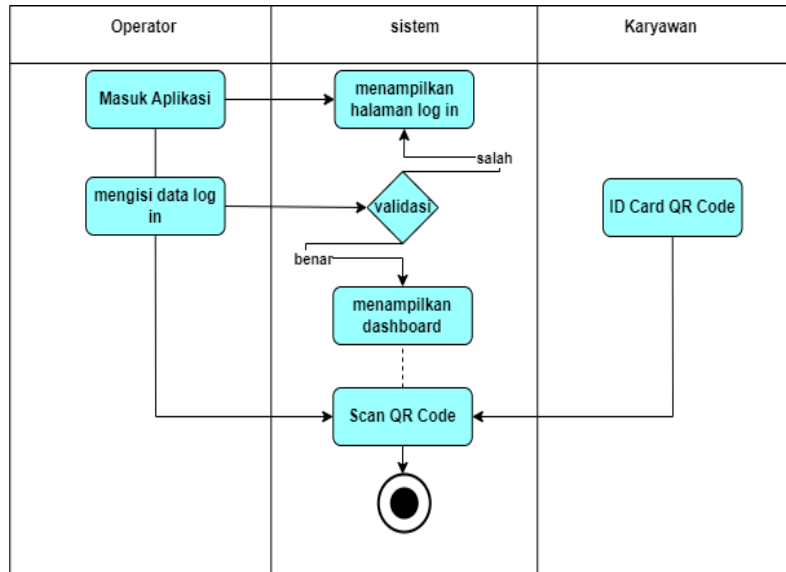 Operator
sistem
Karyawan
Masuk Aplikasi
menampilkan
halaman log in
salah
mengisi data log
in
validasi
ID Card QR Code
benar
menampilkan
dashboard
Scan QR Code